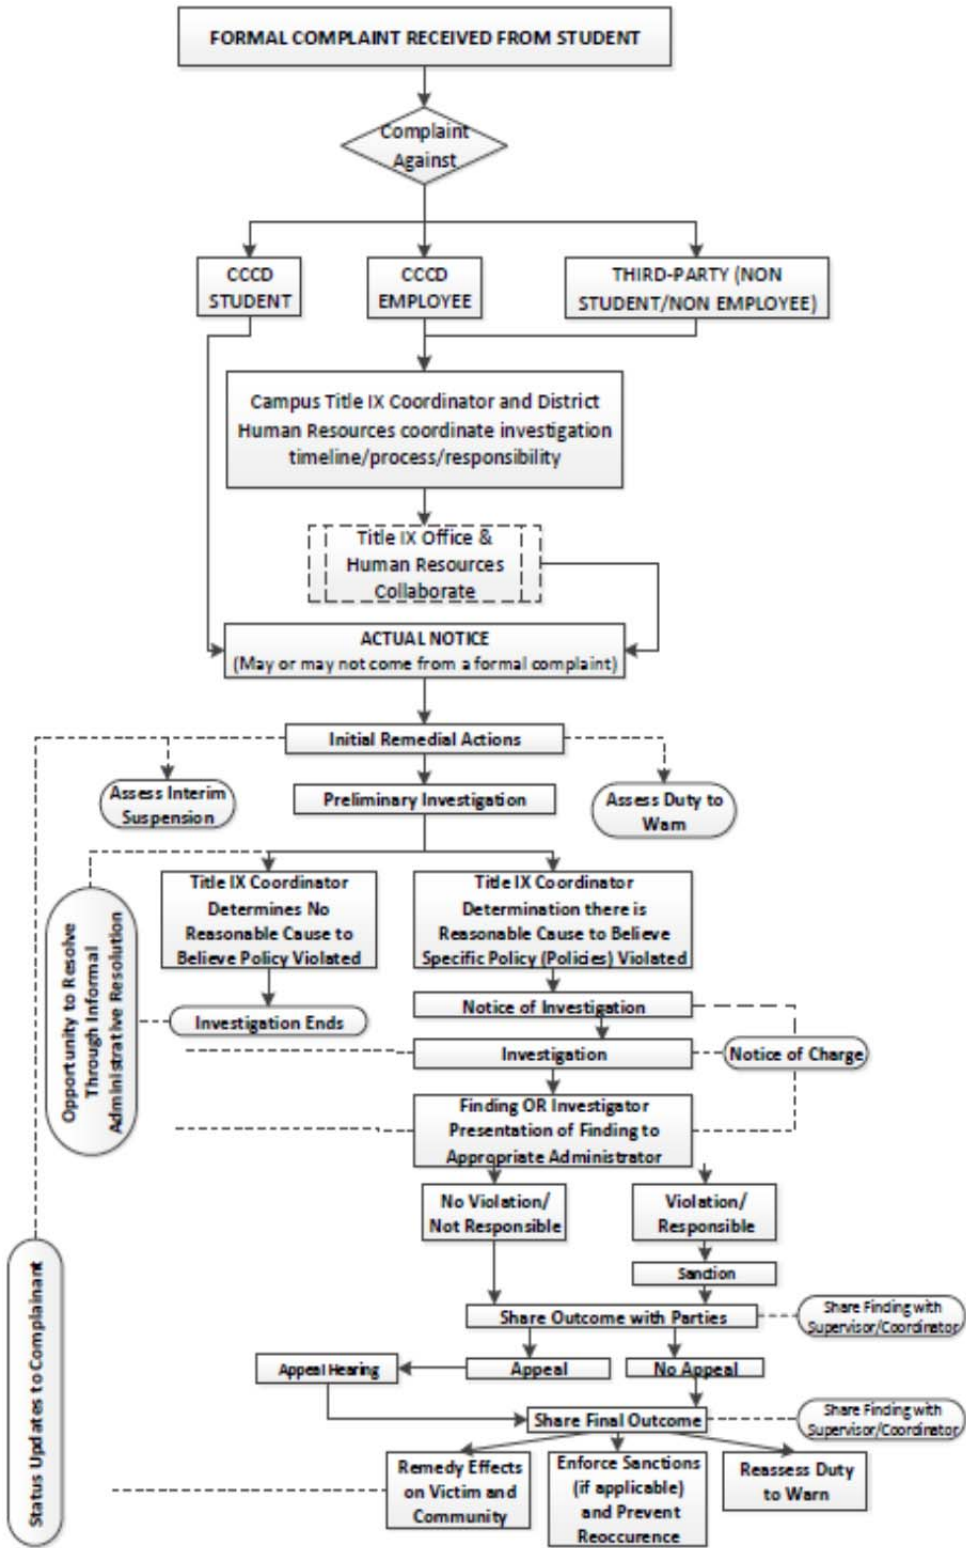 FORMAL COMPLAINT RECEIVED FROM STUDENT
Complaint
Against
CCCD
STUDENT
CCCD
EMPLOYEE
THIRD-PARTY (NON
STUDENT/NON EMPLOYEE)
Campus Title IX Coordinator and District
Human Resources coordinate investigation
timeline/process/responsibility
Title IX Office &
Human Resources
Collaborate
ACTUAL NOTICE
(May or may not come from a formal complaint)
Initial Remedial Actions
Assess Interim
Suspension
Preliminary Investigation
Assess Duty to
Warn
Title IX Coordinator
Determines No
Reasonable Cause to
Believe Policy Violated
Title IX Coordinator
Determination there is
Reasonable Cause to Believe
Specific Policy (Policies) Violated
Opportunity to Resolve
Through Informal
Administrative Resolution
Investigation Ends
Notice of Investigation
Investigation
Notice of Charge
Finding OR Investigator
Presentation of Finding to
Appropriate Administrator
No Violation/
Not Responsible
Violation/
Responsible
Sanction
Share Outcome with Parties
Share Finding with
Supervisor/Coordinator
Appeal Hearing
Appeal
No Appeal
Share Final Outcome
Share Finding with
Supervisor/Coordinator
Status Updates to Complainant
Remedy Effects
on Victim and
Community
Enforce Sanctions
(if applicable)
and Prevent
Reoccurence
Reassess Duty
to Warn